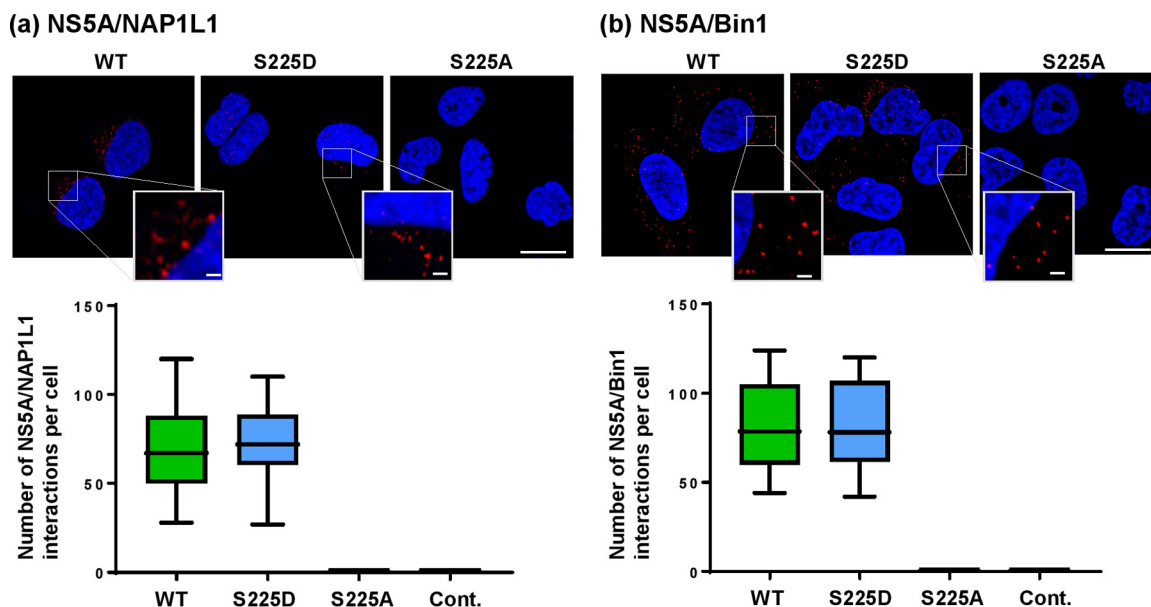 (a) NS5A/NAP1L1
WT
S225D
S225A
Number of NS5A/NAP1L1
interactions per cell
150
100
50
0
WT
S225D
S225A
Cont.
(b) NS5A/Bin1
WT
S225D
S225A
Number of NS5A/Bin1
interactions per cell
150
100
50
0
WT
S225D
S225A
Cont.